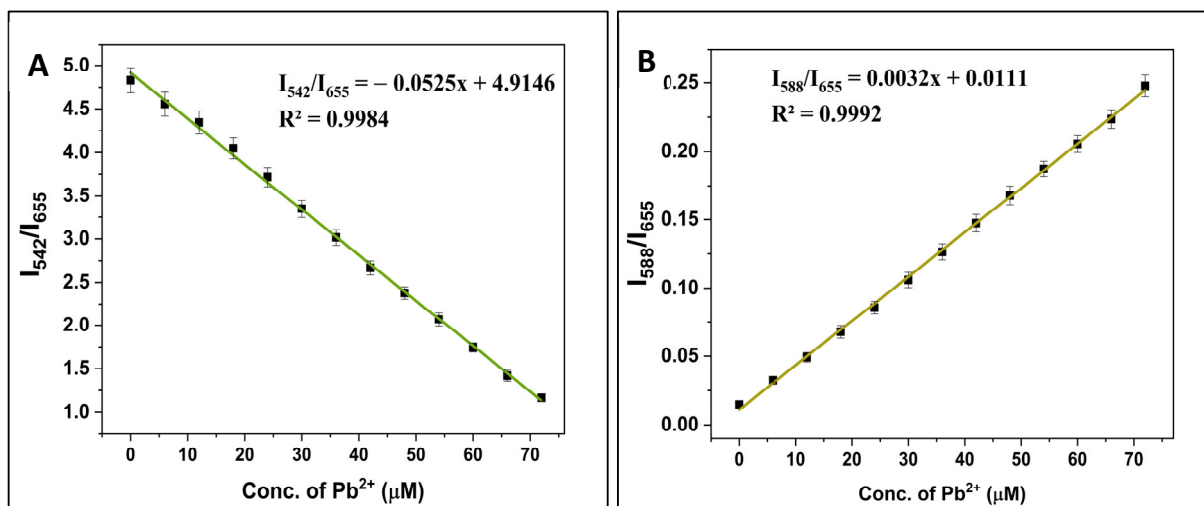 A
I₅₄₂/I₆₅₅ = – 0.0525x + 4.9146
R² = 0.9984
5.0
4.5
4.0
3.5
3.0
2.5
2.0
1.5
1.0
I₅₄₂/I₆₅₅
0 10 20 30 40 50 60 70
Conc. of Pb²⁺ (μM)
B
I₅₈₈/I₆₅₅ = 0.0032x + 0.0111
R² = 0.9992
0.25
0.20
0.15
0.10
0.05
0.00
I₅₈₈/I₆₅₅
0 10 20 30 40 50 60 70
Conc. of Pb²⁺ (μM)